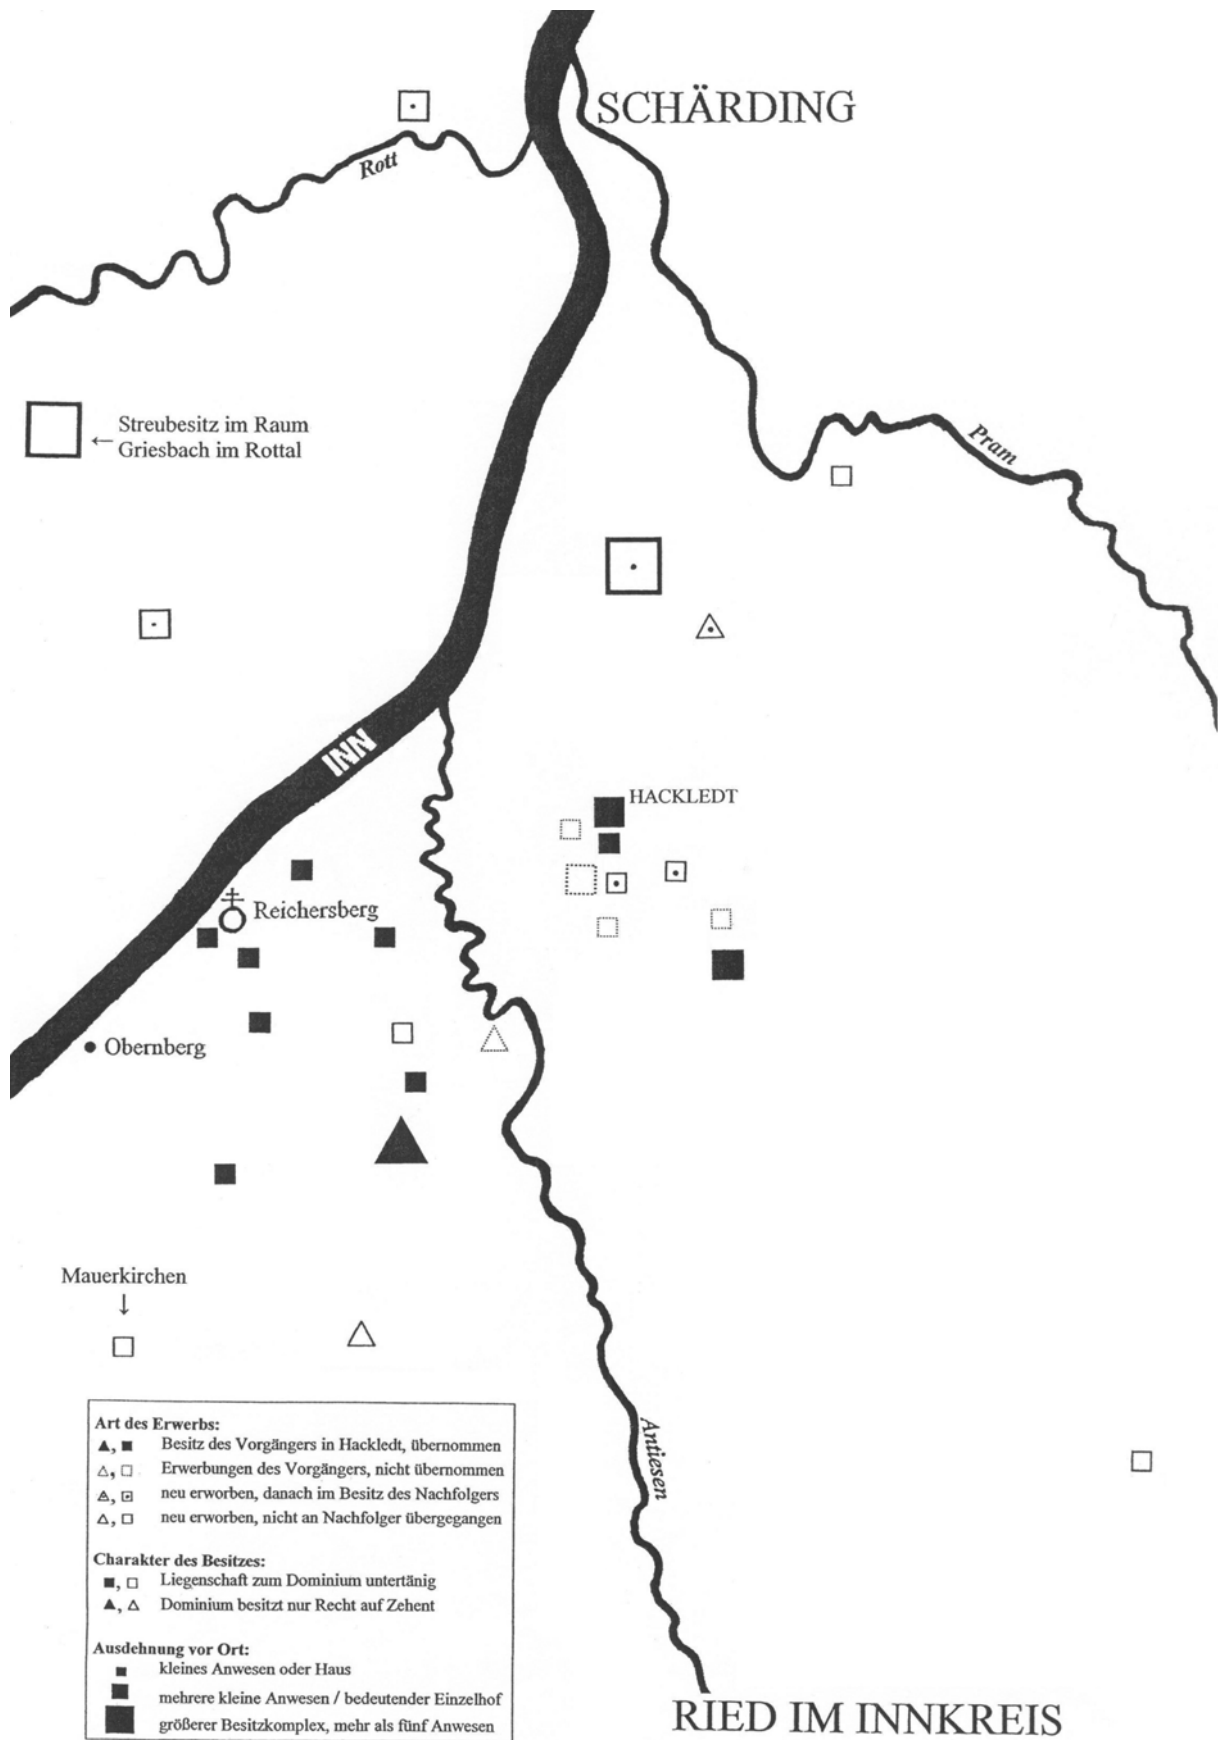 SCHÄRDING
Rott
Streubesitz im Raum
← Griesbach im Rottal
Pram
INN
HACKLEDT
Reichersberg
Obernberg
Mauerkirchen
↓
Antiesen
Art des Erwerbs:
▲, ■ Besitz des Vorgängers in Hackledt, übernommen
△, □ Erwerbungen des Vorgängers, nicht übernommen
◬, ⊡ neu erworben, danach im Besitz des Nachfolgers
△, □ neu erworben, nicht an Nachfolger übergegangen
Charakter des Besitzes:
■, □ Liegenschaft zum Dominium untertänig
▲, △ Dominium besitzt nur Recht auf Zehent
Ausdehnung vor Ort:
■ kleines Anwesen oder Haus
■ mehrere kleine Anwesen / bedeutender Einzelhof
■ größerer Besitzkomplex, mehr als fünf Anwesen
RIED IM INNKREIS